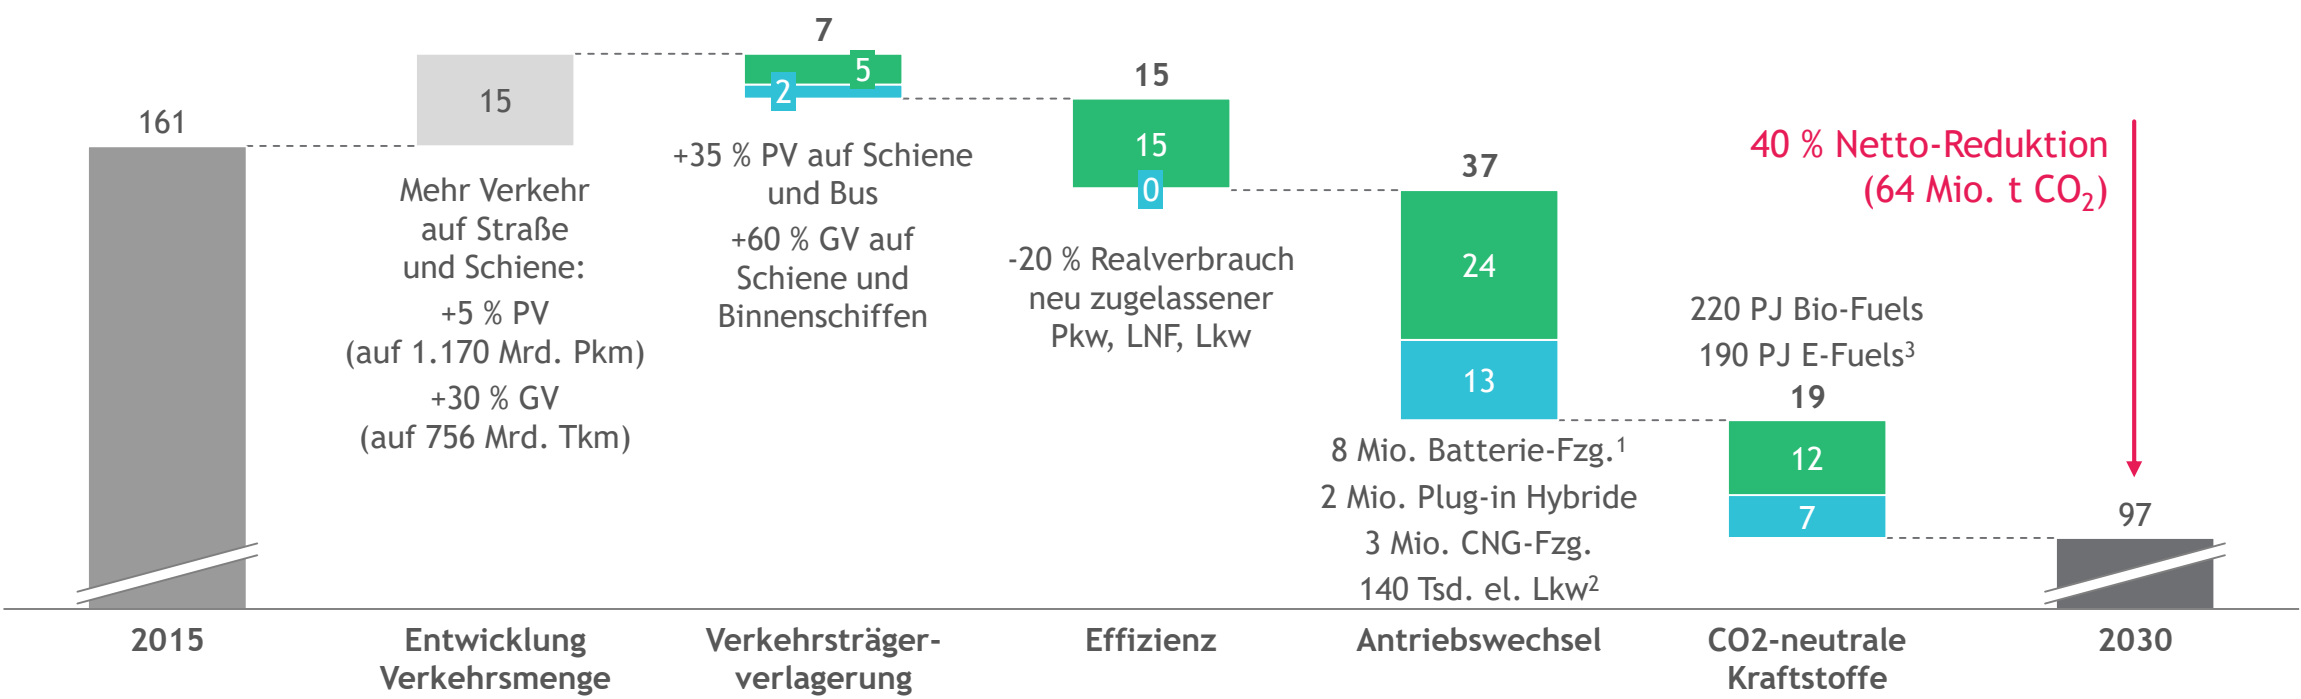 161
15
Mehr Verkehr
auf Straße
und Schiene:
+5 % PV
(auf 1.170 Mrd. Pkm)
+30 % GV
(auf 756 Mrd. Tkm)
7
5
2
+35 % PV auf Schiene
und Bus
+60 % GV auf
Schiene und
Binnenschiffen
15
15
0
-20 % Realverbrauch
neu zugelassener
Pkw, LNF, Lkw
37
24
13
8 Mio. Batterie-Fzg.¹
2 Mio. Plug-in Hybride
3 Mio. CNG-Fzg.
140 Tsd. el. Lkw²
220 PJ Bio-Fuels
190 PJ E-Fuels³
19
12
7
40 % Netto-Reduktion
(64 Mio. t CO₂)
97
2015
Entwicklung
Verkehrsmenge
Verkehrsträger-
verlagerung
Effizienz
Antriebswechsel
CO2-neutrale
Kraftstoffe
2030